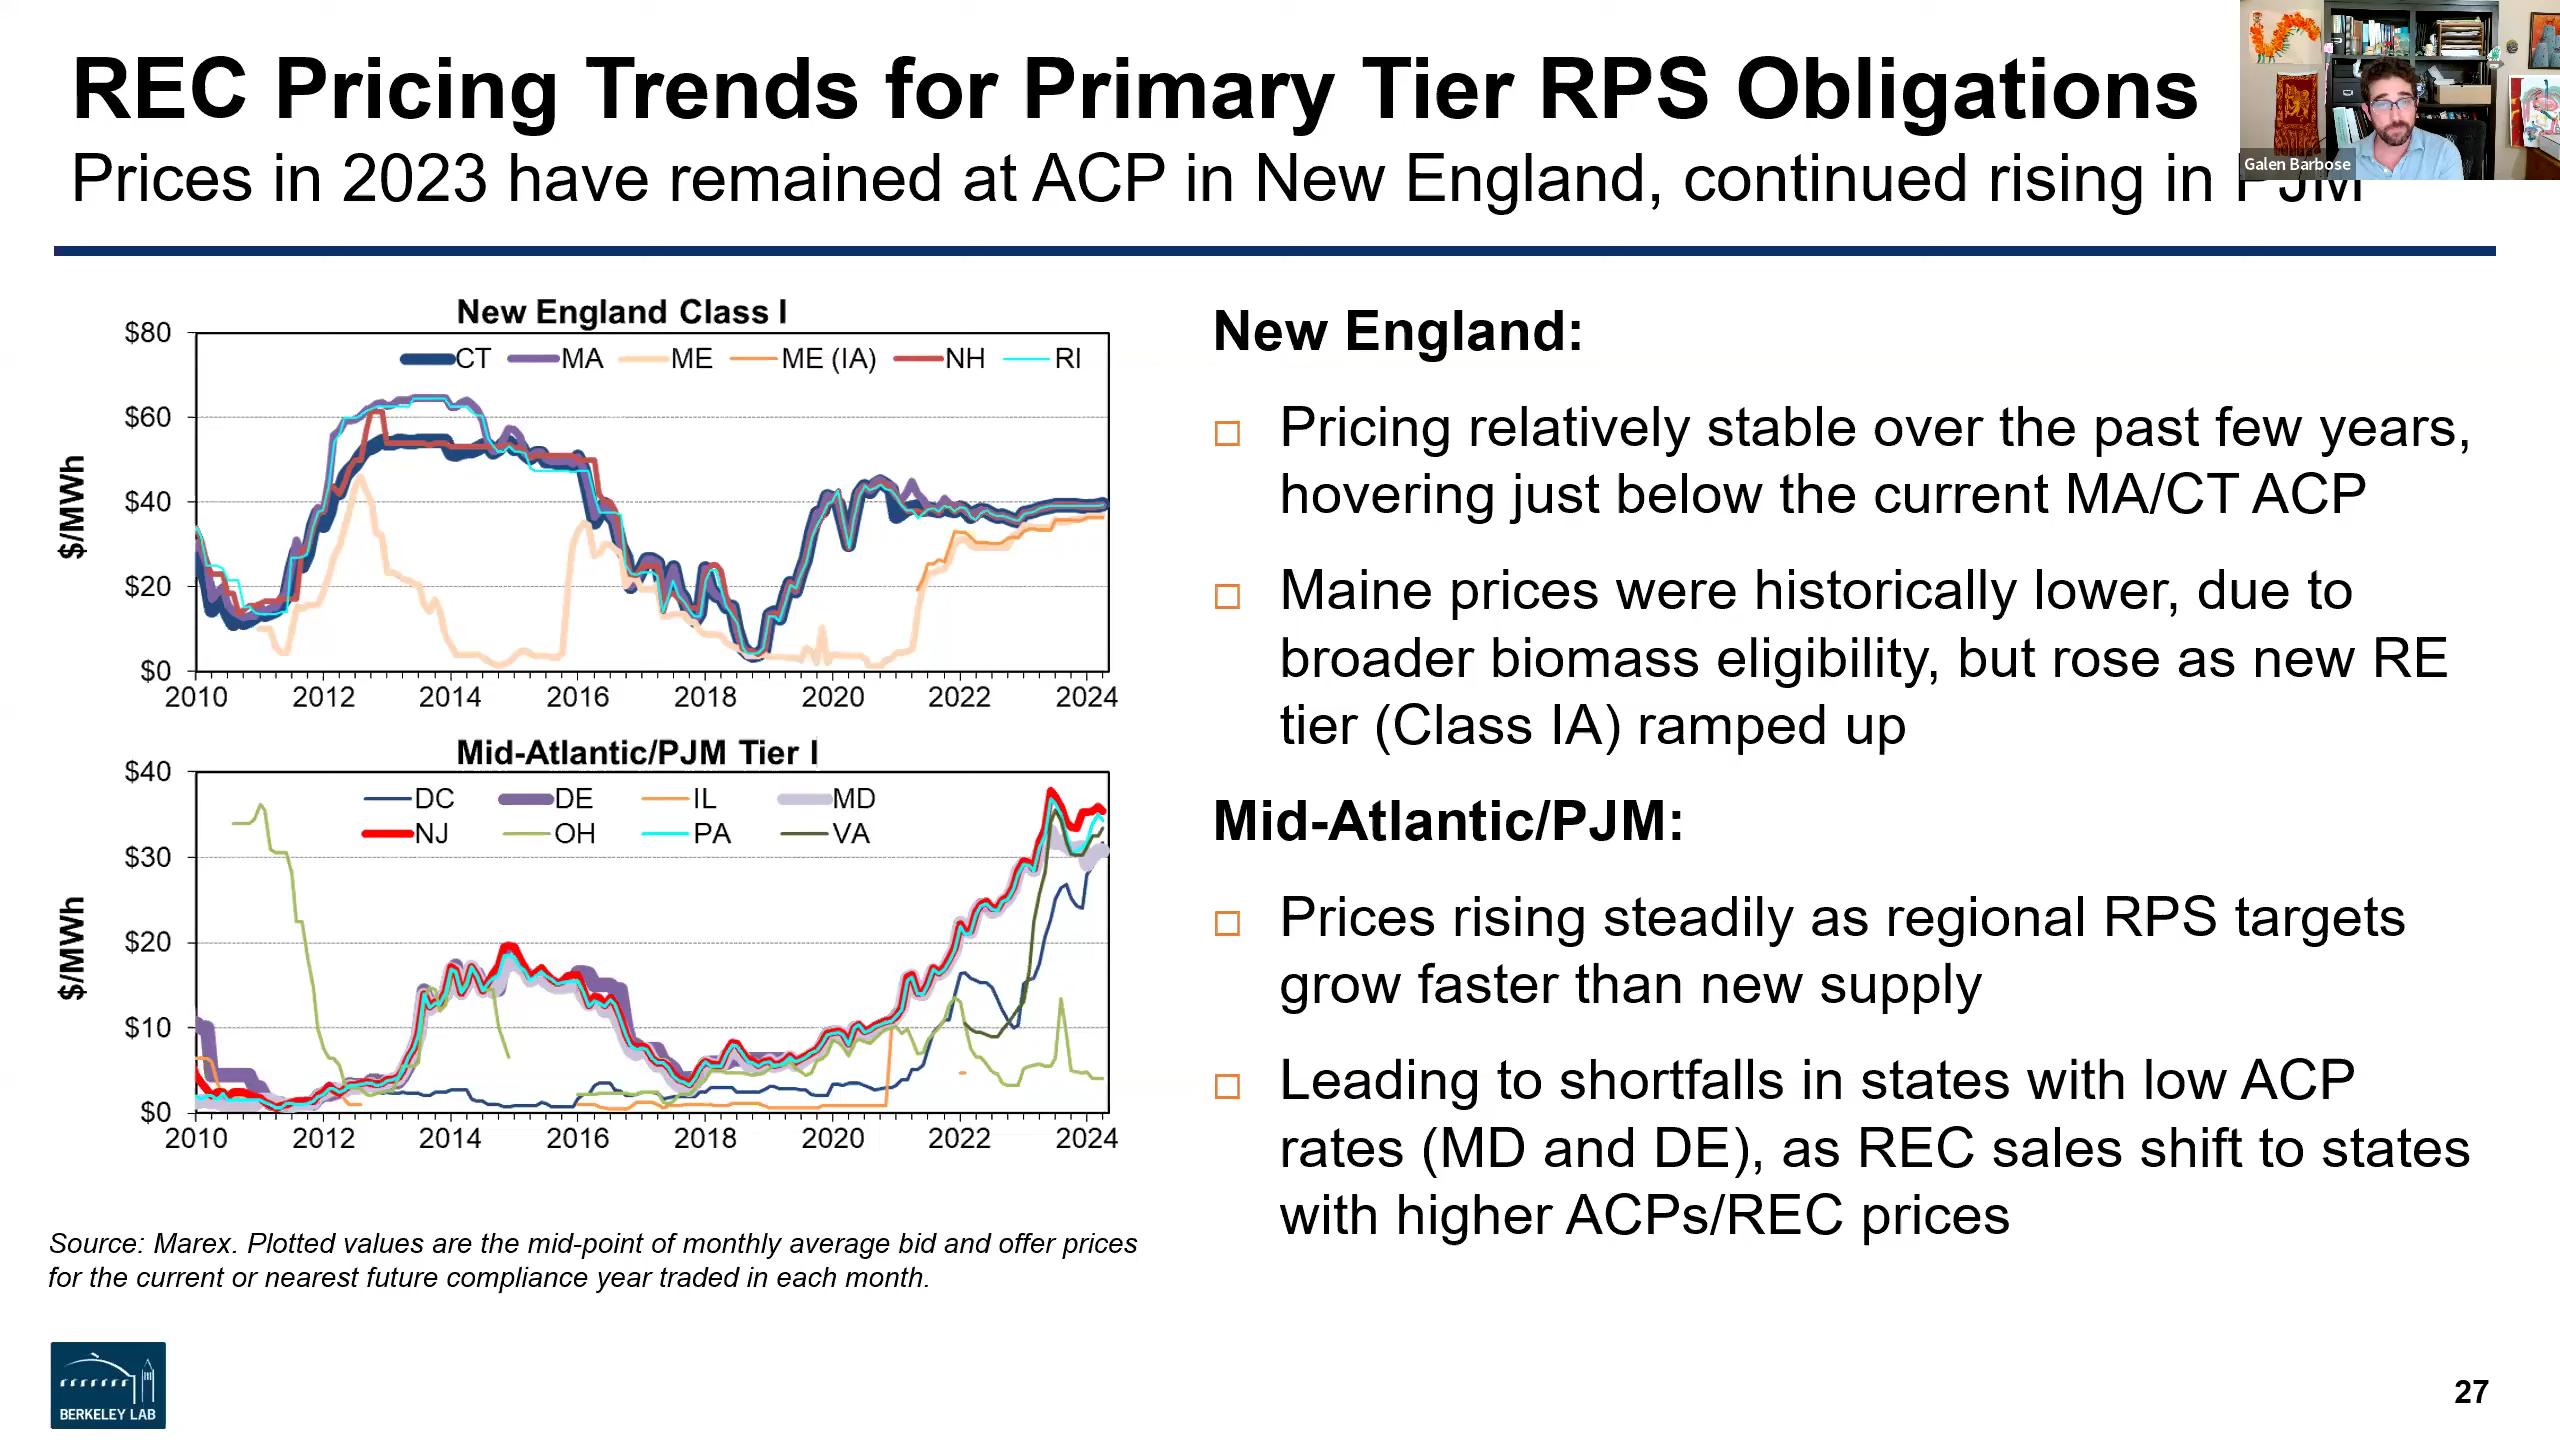 REC Pricing Trends for Primary Tier RPS Obligations
Prices in 2023 have remained at ACP in New England, continued rising in PJM
Galen Barbose
New England Class I
$/MWh
$80
$60
$40
$20
$0
CT MA ME ME (IA) NH RI
2010 2012 2014 2016 2018 2020 2022 2024
Mid-Atlantic/PJM Tier I
$/MWh
$40
$30
$20
$10
$0
DC DE IL MD
NJ OH PA VA
2010 2012 2014 2016 2018 2020 2022 2024
Source: Marex. Plotted values are the mid-point of monthly average bid and offer prices
for the current or nearest future compliance year traded in each month.
New England:
Pricing relatively stable over the past few years,
hovering just below the current MA/CT ACP
Maine prices were historically lower, due to
broader biomass eligibility, but rose as new RE
tier (Class IA) ramped up
Mid-Atlantic/PJM:
Prices rising steadily as regional RPS targets
grow faster than new supply
Leading to shortfalls in states with low ACP
rates (MD and DE), as REC sales shift to states
with higher ACPs/REC prices
BERKELEY LAB
27